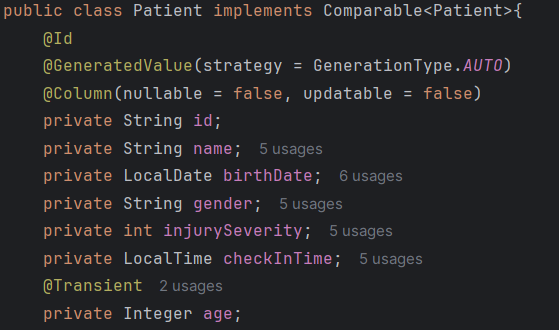 public class Patient implements Comparable<Patient>{
@Id
@GeneratedValue(strategy = GenerationType.AUTO)
@Column(nullable = false, updatable = false)
private String id;
private String name; 5 usages
private LocalDate birthDate; 6 usages
private String gender; 5 usages
private int injurySeverity; 5 usages
private LocalTime checkInTime; 5 usages
@Transient 2 usages
private Integer age;